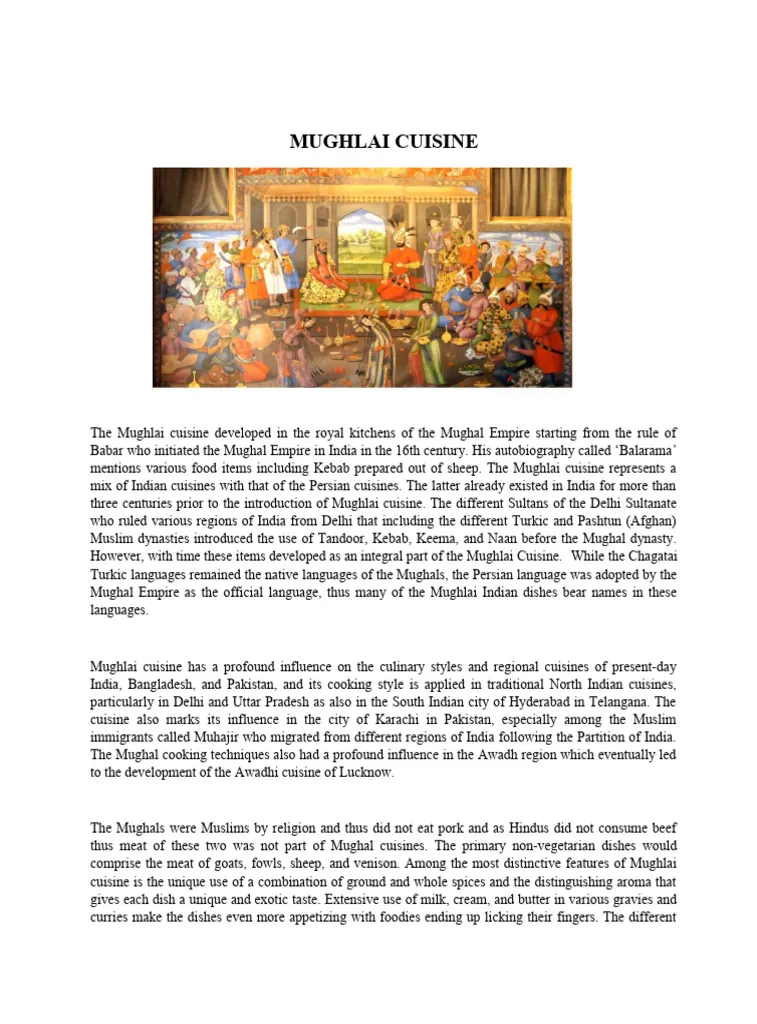 MUGHLAI CUISINE
The Mughlai cuisine developed in the royal kitchens of the Mughal Empire starting from the rule of
Babar who initiated the Mughal Empire in India in the 16th century. His autobiography called ‘Balarama’
mentions various food items including Kebab prepared out of sheep. The Mughlai cuisine represents a
mix of Indian cuisines with that of the Persian cuisines. The latter already existed in India for more than
three centuries prior to the introduction of Mughlai cuisine. The different Sultans of the Delhi Sultanate
who ruled various regions of India from Delhi that including the different Turkic and Pashtun (Afghan)
Muslim dynasties introduced the use of Tandoor, Kebab, Keema, and Naan before the Mughal dynasty.
However, with time these items developed as an integral part of the Mughlai Cuisine. While the Chagatai
Turkic languages remained the native languages of the Mughals, the Persian language was adopted by the
Mughal Empire as the official language, thus many of the Mughlai Indian dishes bear names in these
languages.
Mughlai cuisine has a profound influence on the culinary styles and regional cuisines of present-day
India, Bangladesh, and Pakistan, and its cooking style is applied in traditional North Indian cuisines,
particularly in Delhi and Uttar Pradesh as also in the South Indian city of Hyderabad in Telangana. The
cuisine also marks its influence in the city of Karachi in Pakistan, especially among the Muslim
immigrants called Muhajir who migrated from different regions of India following the Partition of India.
The Mughal cooking techniques also had a profound influence in the Awadh region which eventually led
to the development of the Awadhi cuisine of Lucknow.
The Mughals were Muslims by religion and thus did not eat pork and as Hindus did not consume beef
thus meat of these two was not part of Mughal cuisines. The primary non-vegetarian dishes would
comprise the meat of goats, fowls, sheep, and venison. Among the most distinctive features of Mughlai
cuisine is the unique use of a combination of ground and whole spices and the distinguishing aroma that
gives each dish a unique and exotic taste. Extensive use of milk, cream, and butter in various gravies and
curries make the dishes even more appetizing with foodies ending up licking their fingers. The different